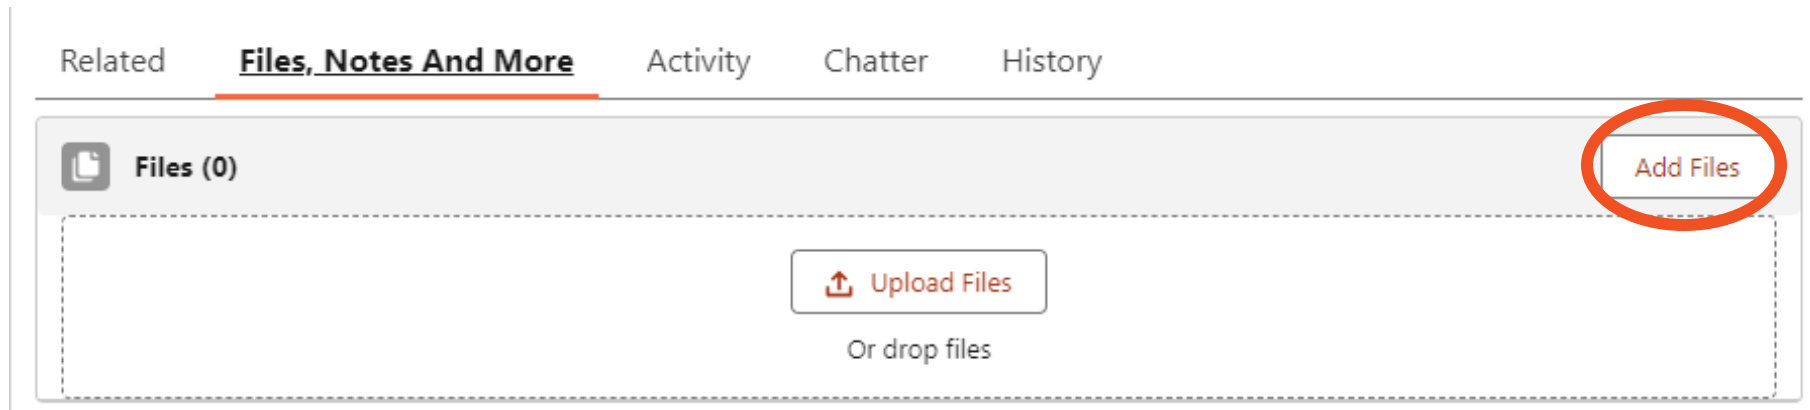 Related Files, Notes And More Activity Chatter History
Files (0) Add Files
Upload Files
Or drop files